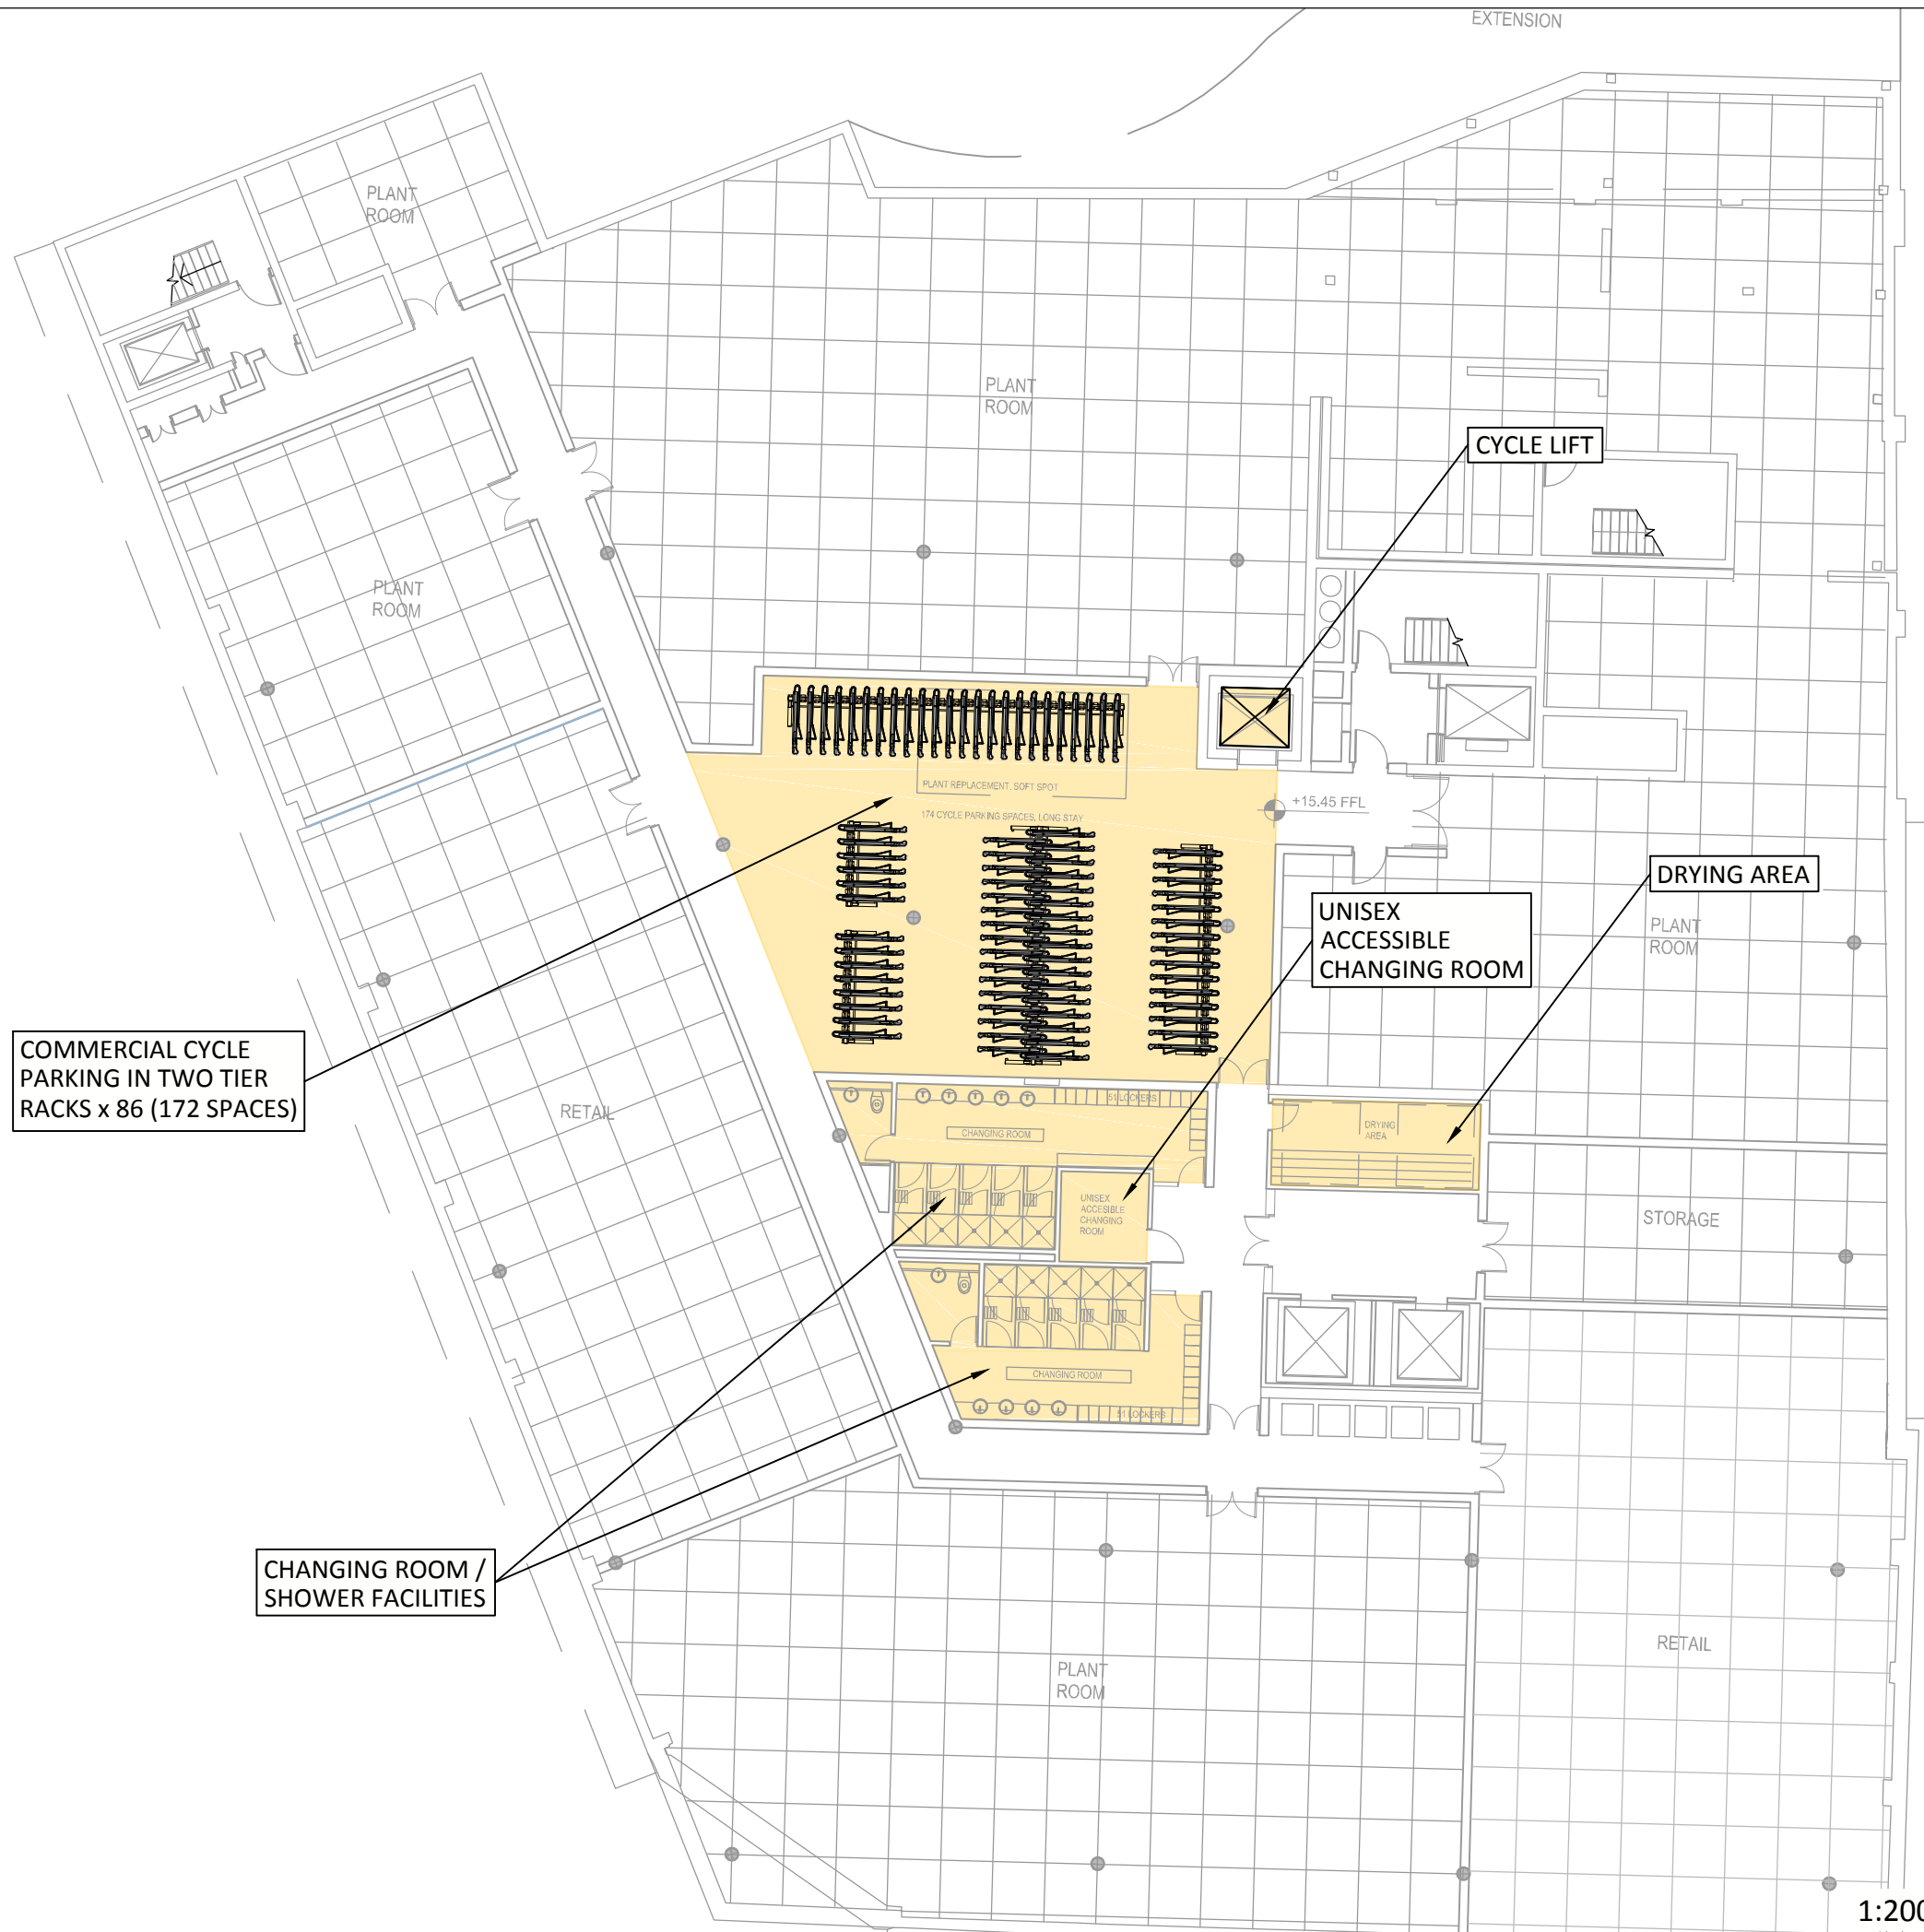 EXTENSION
PLANT
ROOM
PLANT
ROOM
CYCLE LIFT
PLANT
ROOM
PLANT REPLACEMENT, SOFT SPOT
174 CYCLE PARKING SPACES, LONG STAY
+15.45 FFL
DRYING AREA
UNISEX
ACCESSIBLE
CHANGING ROOM
PLANT
ROOM
COMMERCIAL CYCLE
PARKING IN TWO TIER
RACKS x 86 (172 SPACES)
RETAIL
51 LOCKERS
CHANGING ROOM
DRYING
AREA
UNISEX
ACCESIBLE
CHANGING
ROOM
STORAGE
CHANGING ROOM
51 LOCKERS
CHANGING ROOM /
SHOWER FACILITIES
PLANT
ROOM
RETAIL
1:200